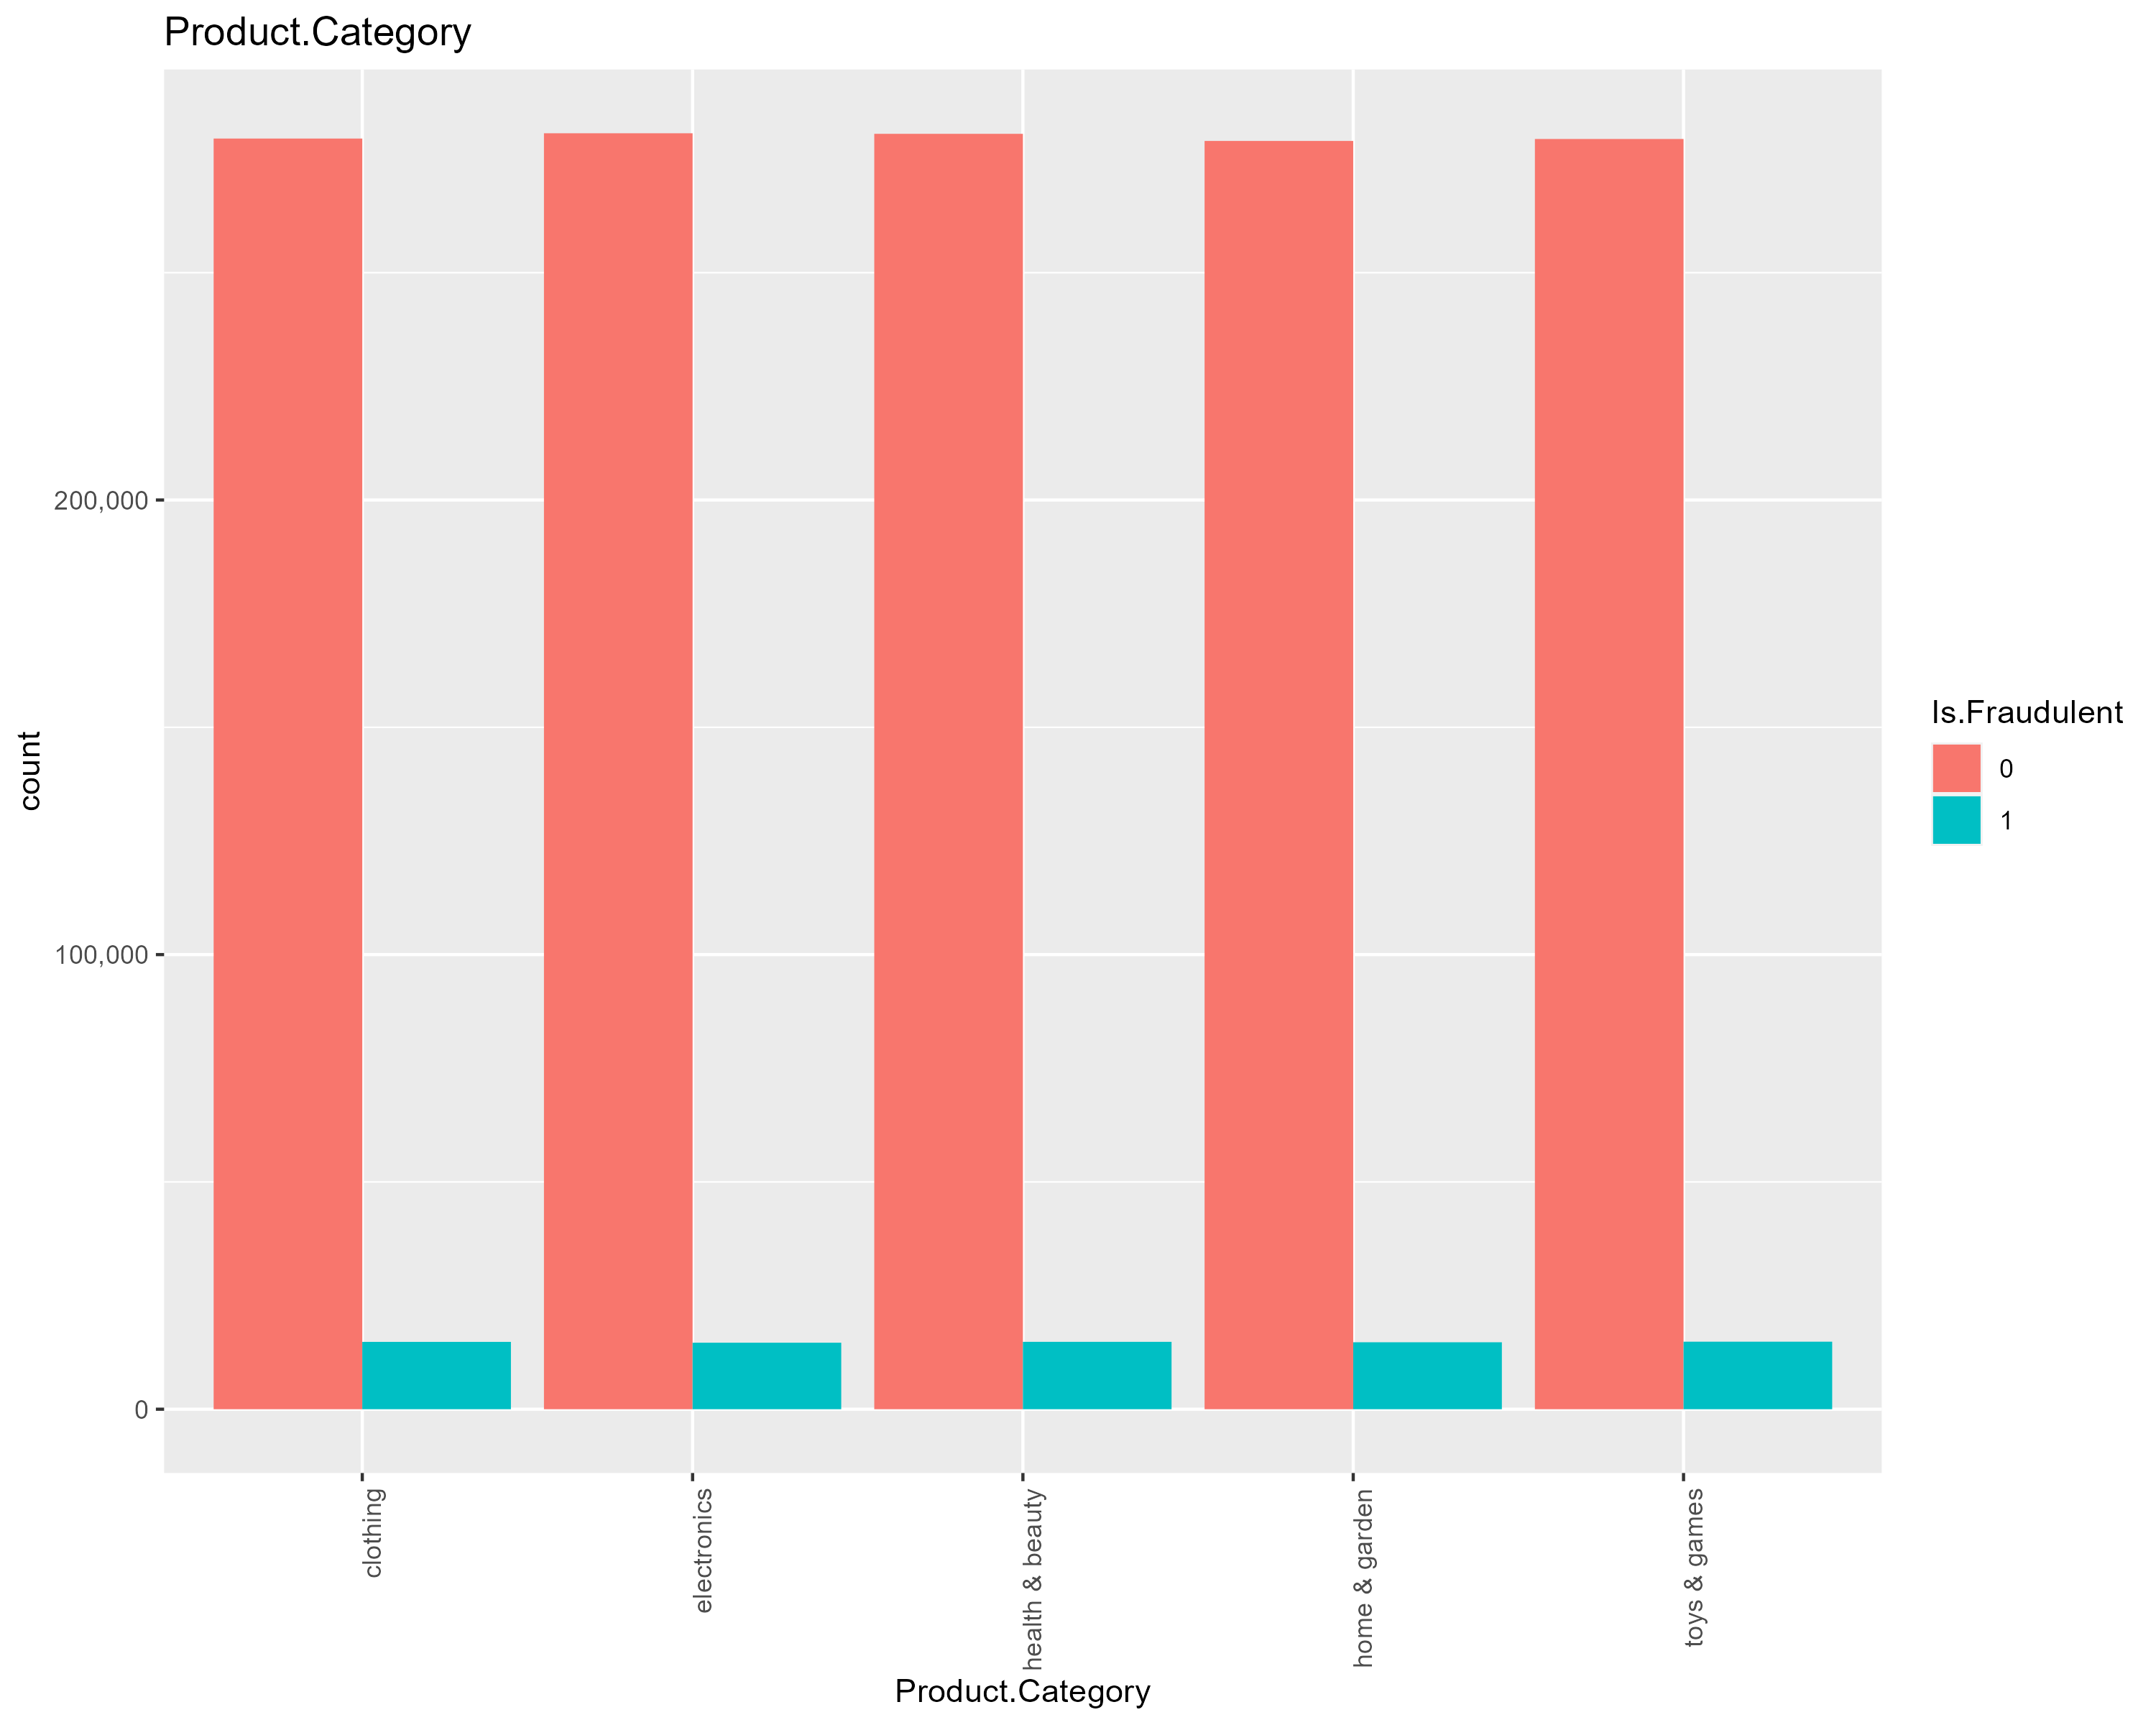 Product.Category
count
200,000
100,000
0
clothing
electronics
health & beauty
home & garden
toys & games
Product.Category
Is.Fraudulent
0
1